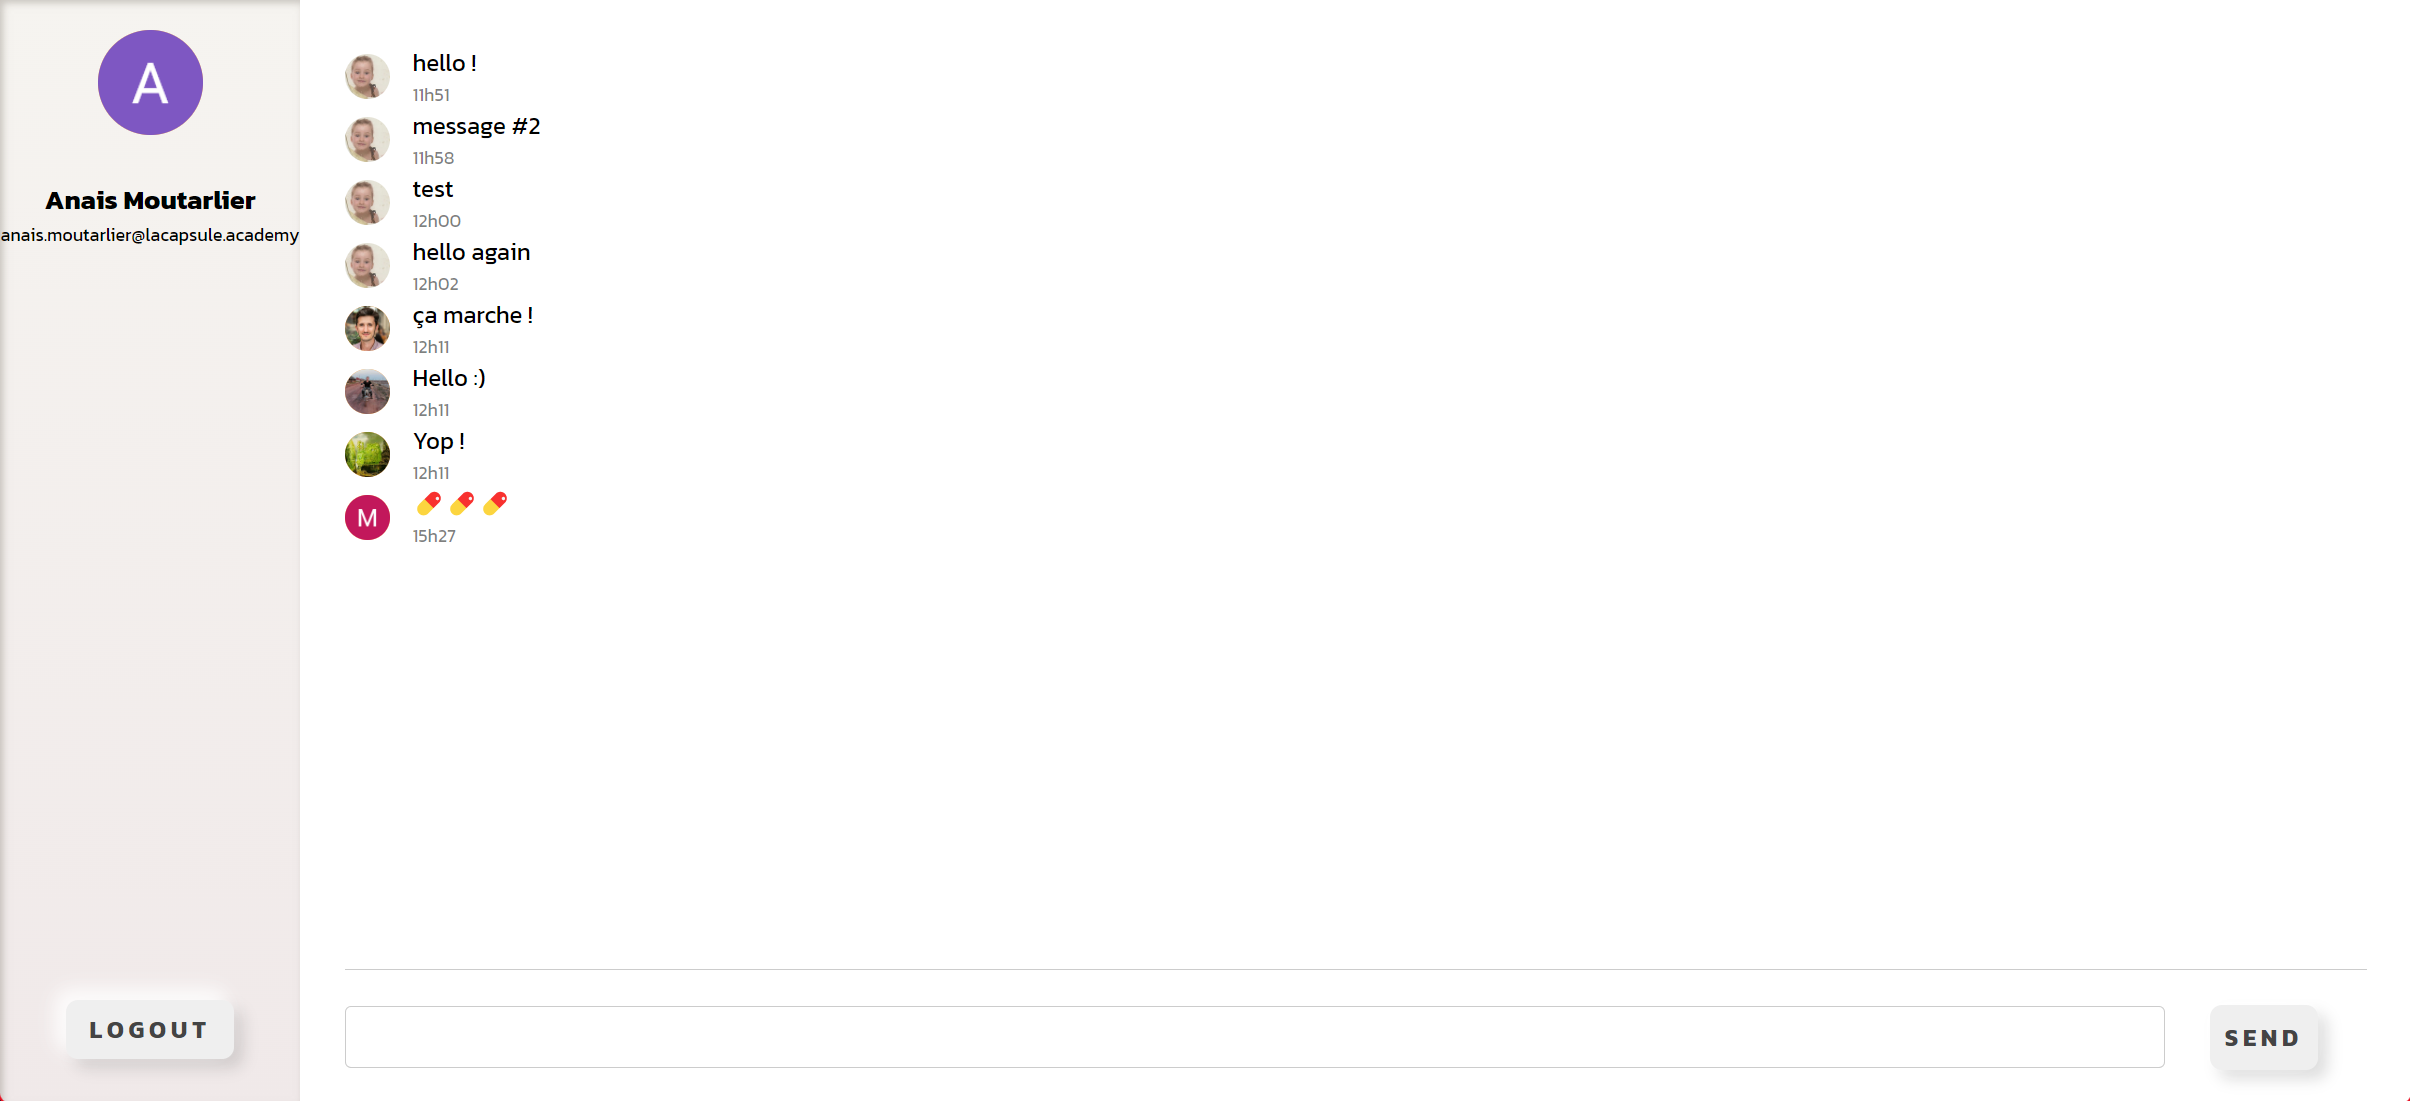 A
Anais Moutarlier
anais.moutarlier@lacapsule.academy
LOGOUT
hello !
11h51
message #2
11h58
test
12h00
hello again
12h02
ça marche !
12h11
Hello :)
12h11
Yop !
12h11
M
💊 💊 💊
15h27
SEND